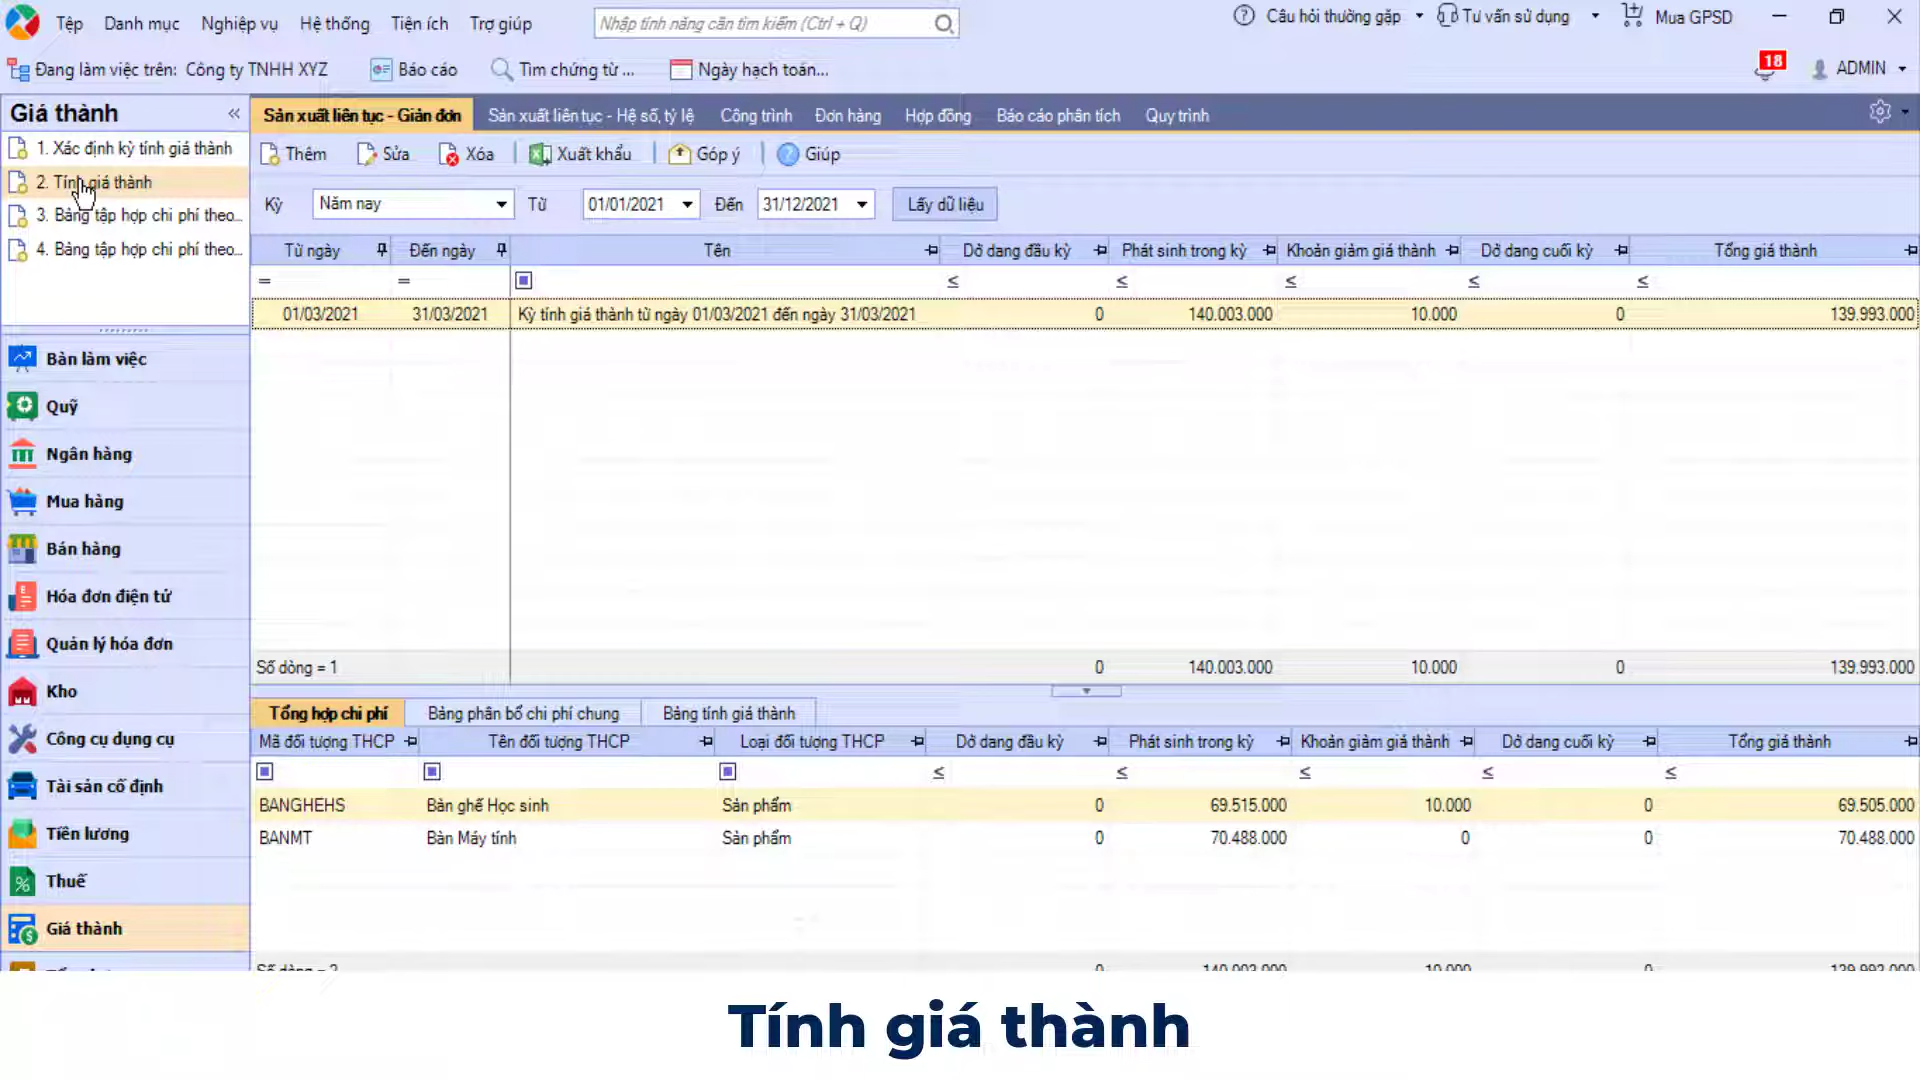 Tệp Danh mục Nghiệp vụ Hệ thống Tiện ích Trợ giúp Nhập tính năng cần tìm kiếm (Ctrl + Q) Câu hỏi thường gặp Tư vấn sử dụng Mua GPSD
Đang làm việc trên: Công ty TNHH XYZ Báo cáo Tìm chứng từ ... Ngày hạch toán... 18 ADMIN
Giá thành «
Sản xuất liên tục - Giản đơn Sản xuất liên tục - Hệ số, tỷ lệ Công trình Đơn hàng Hợp đồng Báo cáo phân tích Quy trình
1. Xác định kỳ tính giá thành
2. Tính giá thành
3. Bảng tập hợp chi phí theo...
4. Bảng tập hợp chi phí theo...
Thêm Sửa Xóa Xuất khẩu Góp ý Giúp
Kỳ Năm nay Từ 01/01/2021 Đến 31/12/2021 Lấy dữ liệu
Từ ngày Đến ngày Tên Dở dang đầu kỳ Phát sinh trong kỳ Khoản giảm giá thành Dở dang cuối kỳ Tổng giá thành
= = ≤ ≤ ≤ ≤ ≤
01/03/2021 31/03/2021 Kỳ tính giá thành từ ngày 01/03/2021 đến ngày 31/03/2021 0 140.003.000 10.000 0 139.993.000
Số dòng = 1 0 140.003.000 10.000 0 139.993.000
Bàn làm việc
Quỹ
Ngân hàng
Mua hàng
Bán hàng
Hóa đơn điện tử
Quản lý hóa đơn
Kho
Công cụ dụng cụ
Tài sản cố định
Tiền lương
Thuế
Giá thành
Tổng hợp chi phí Bảng phân bổ chi phí chung Bảng tính giá thành
Mã đối tượng THCP Tên đối tượng THCP Loại đối tượng THCP Dở dang đầu kỳ Phát sinh trong kỳ Khoản giảm giá thành Dở dang cuối kỳ Tổng giá thành
≤ ≤ ≤ ≤ ≤
BANGHEHS Bàn ghế Học sinh Sản phẩm 0 69.515.000 10.000 0 69.505.000
BANMT Bàn Máy tính Sản phẩm 0 70.488.000 0 0 70.488.000
Số dòng = 2 0 140.003.000 10.000 0 139.993.000
Tính giá thành